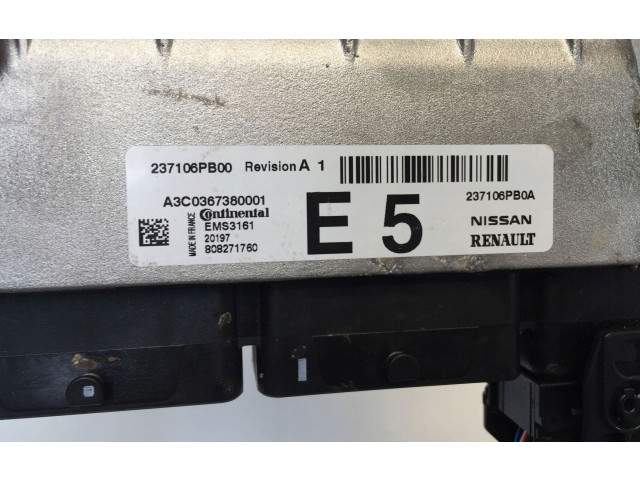 237106PB00 Revision A 1
A3C0367380001
237106PB0A
MADE IN FRANCE
Continental
EMS3161
20197
808271760
E 5
NISSAN
RENAULT